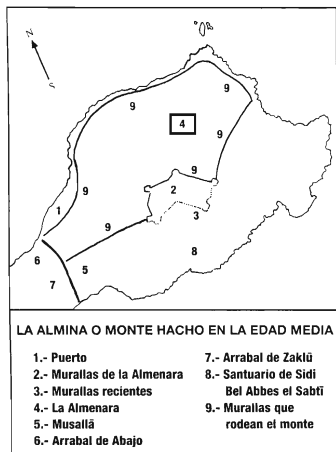 N
S
9
9
4
9
9
2
3
1
9
8
6
5
7
LA ALMINA O MONTE HACHO EN LA EDAD MEDIA
1.- Puerto
2.- Murallas de la Almenara
3.- Murallas recientes
4.- La Almenara
5.- Musallā
6.- Arrabal de Abajo
7.- Arrabal de Zaklū
8.- Santuario de Sidi
Bel Abbes el Sabtī
9.- Murallas que
rodean el monte